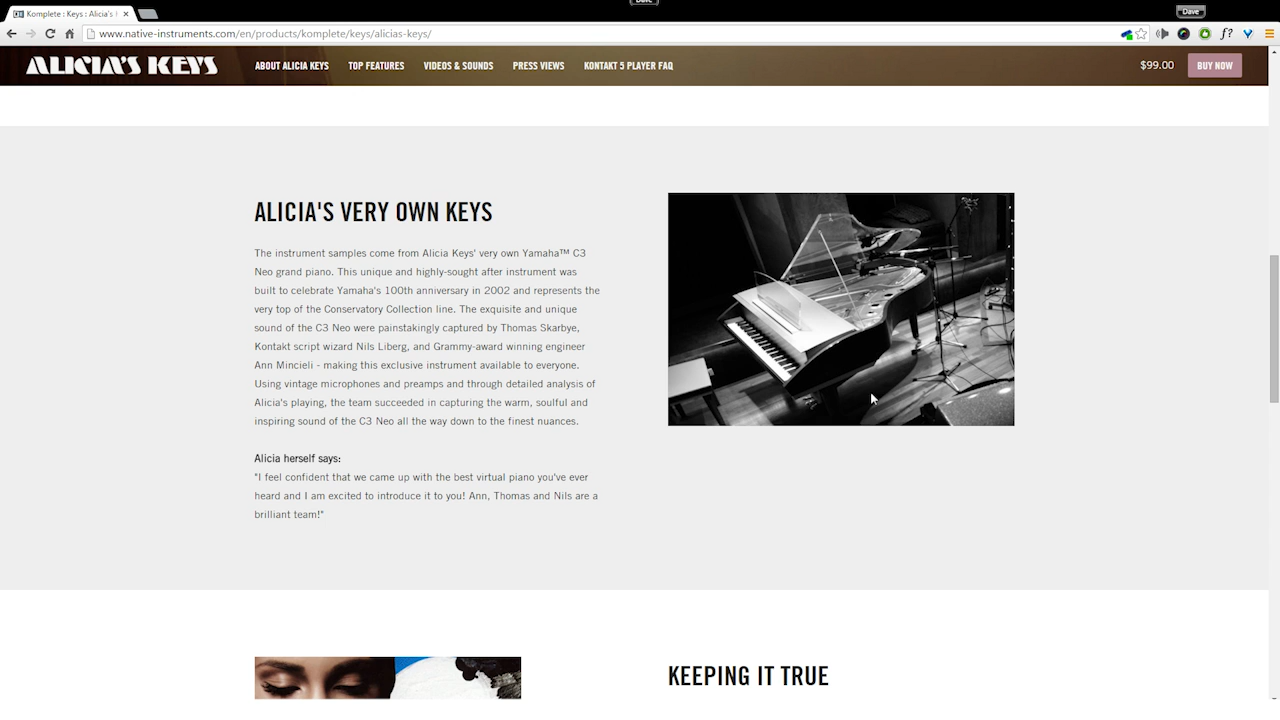 Komplete : Keys : Alicia's
Dave
www.native-instruments.com/en/products/komplete/keys/alicias-keys/
f?
ALICIA'S KEYS
ABOUT ALICIA KEYS
TOP FEATURES
VIDEOS & SOUNDS
PRESS VIEWS
KONTAKT 5 PLAYER FAQ
$99.00
BUY NOW
ALICIA'S VERY OWN KEYS
The instrument samples come from Alicia Keys' very own Yamaha™ C3
Neo grand piano. This unique and highly-sought after instrument was
built to celebrate Yamaha's 100th anniversary in 2002 and represents the
very top of the Conservatory Collection line. The exquisite and unique
sound of the C3 Neo were painstakingly captured by Thomas Skarbye,
Kontakt script wizard Nils Liberg, and Grammy-award winning engineer
Ann Mincieli - making this exclusive instrument available to everyone.
Using vintage microphones and preamps and through detailed analysis of
Alicia's playing, the team succeeded in capturing the warm, soulful and
inspiring sound of the C3 Neo all the way down to the finest nuances.
Alicia herself says:
"I feel confident that we came up with the best virtual piano you've ever
heard and I am excited to introduce it to you! Ann, Thomas and Nils are a
brilliant team!"
KEEPING IT TRUE